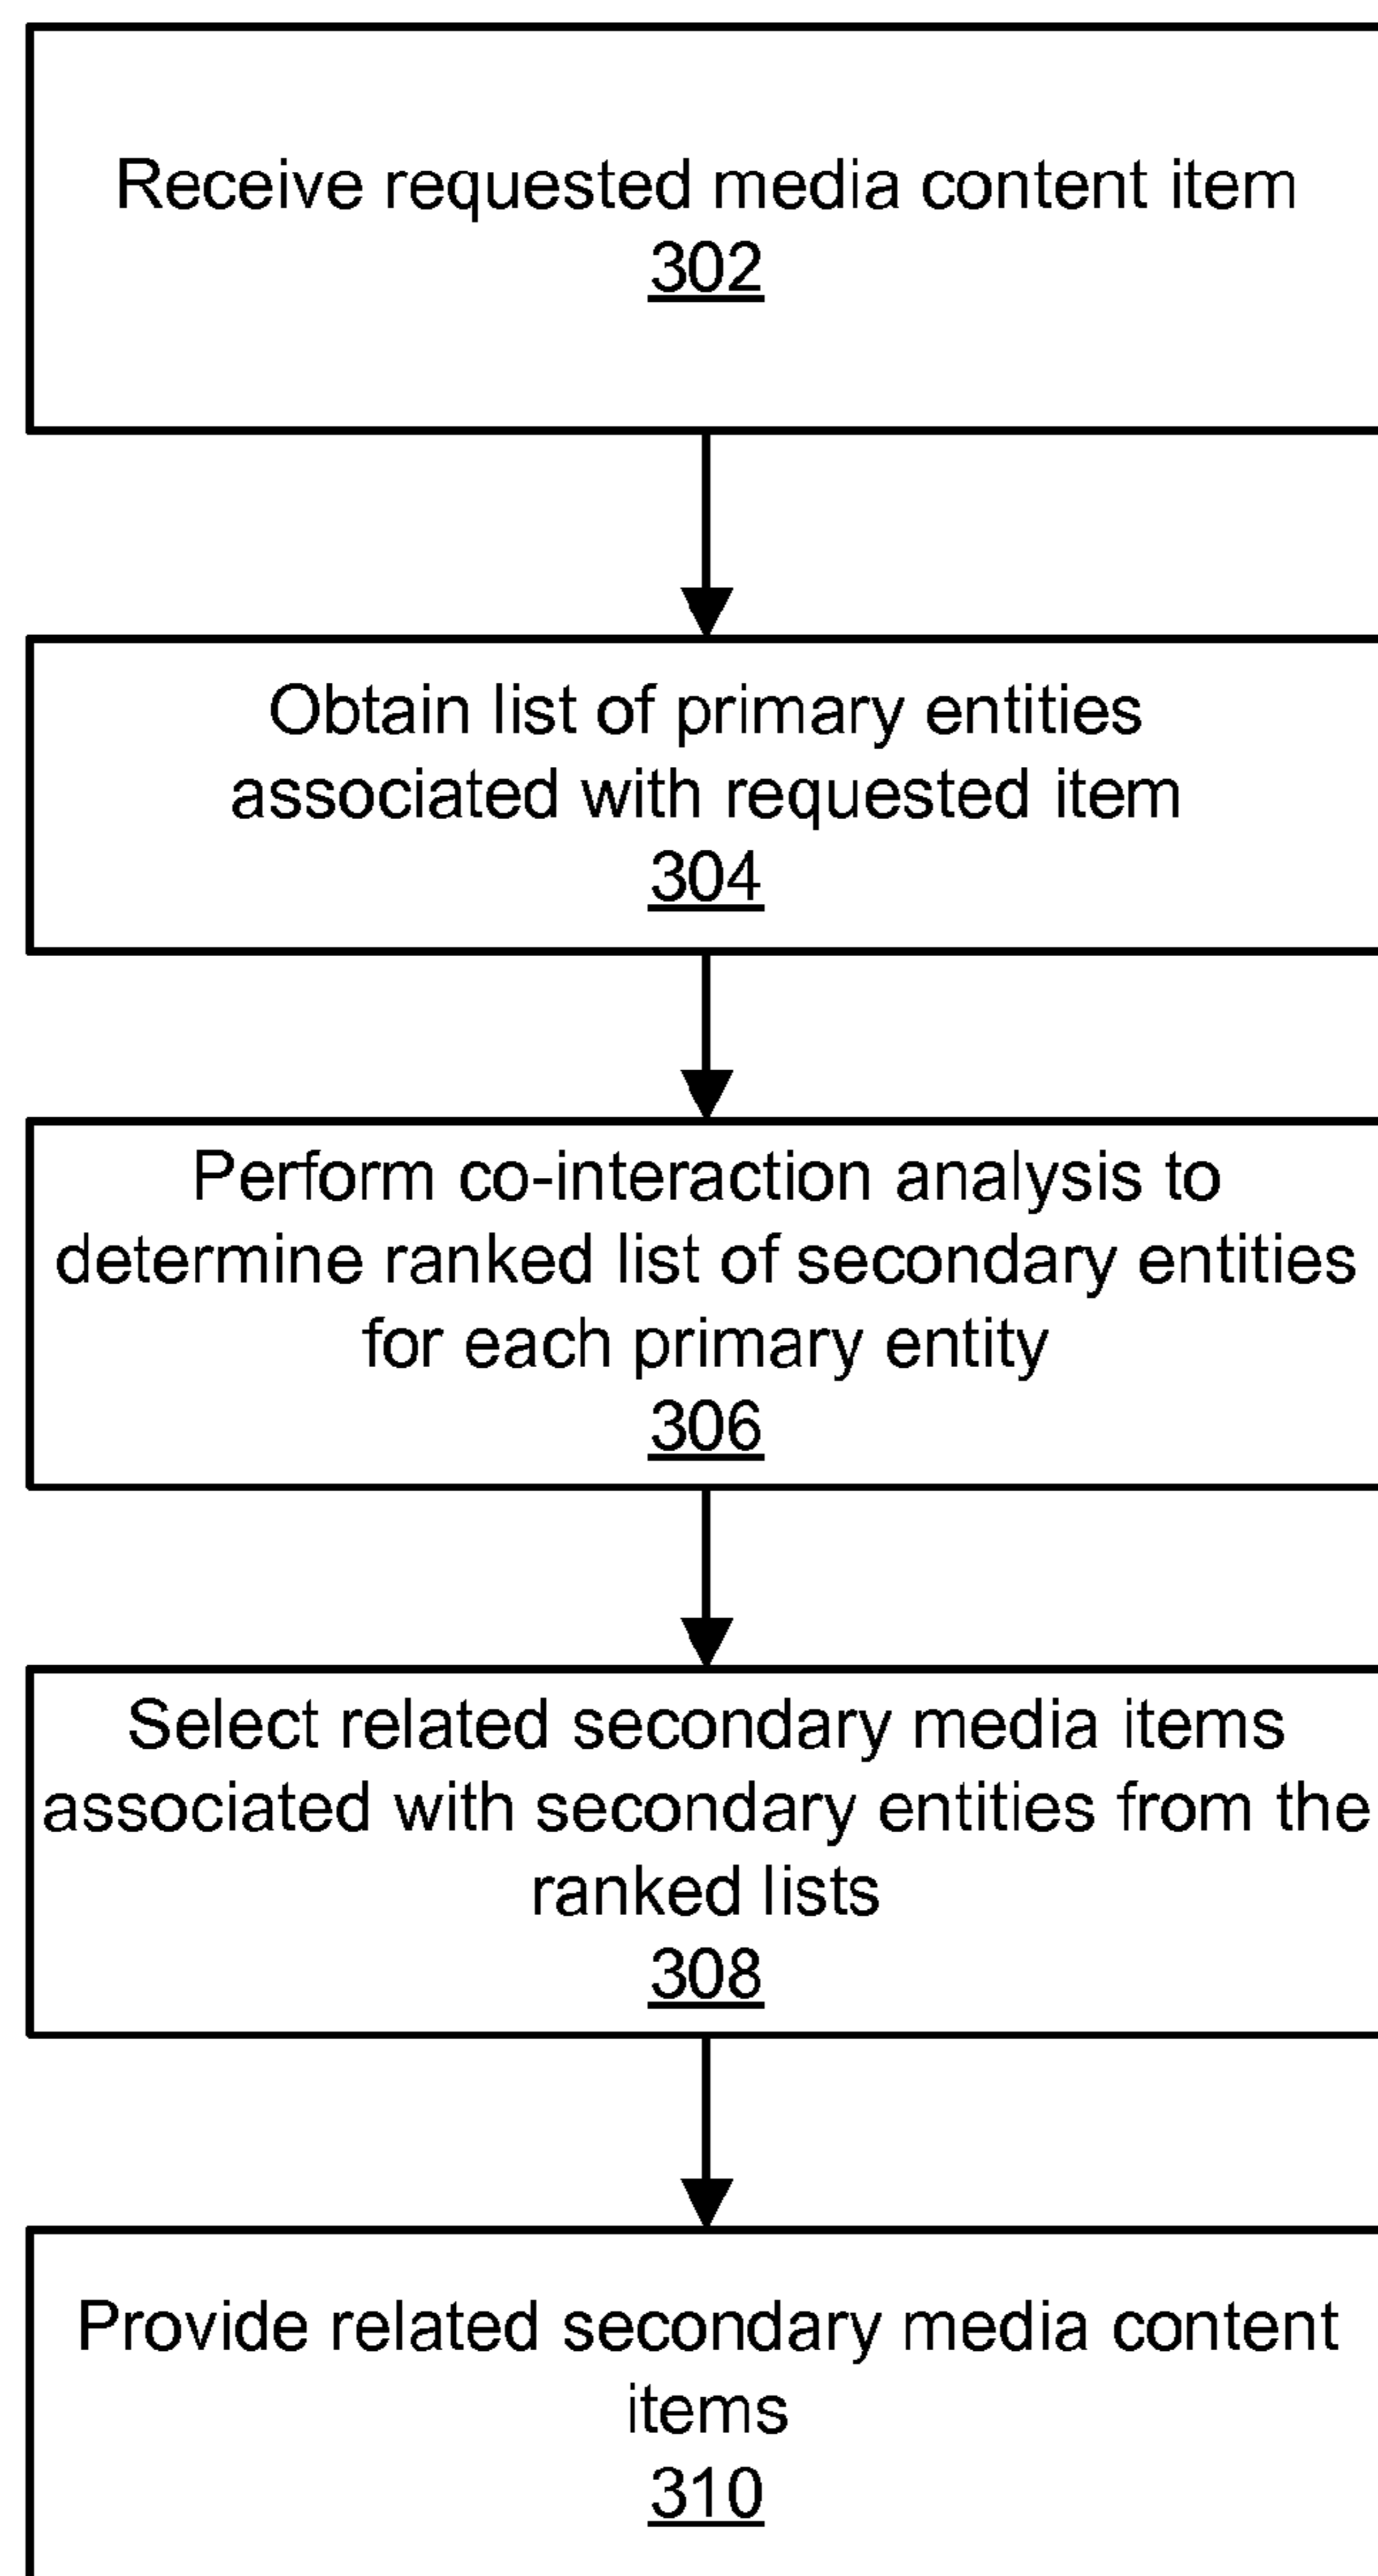 Receive requested media content item
302
Obtain list of primary entities
associated with requested item
304
Perform co-interaction analysis to
determine ranked list of secondary entities
for each primary entity
306
Select related secondary media items
associated with secondary entities from the
ranked lists
308
Provide related secondary media content
items
310